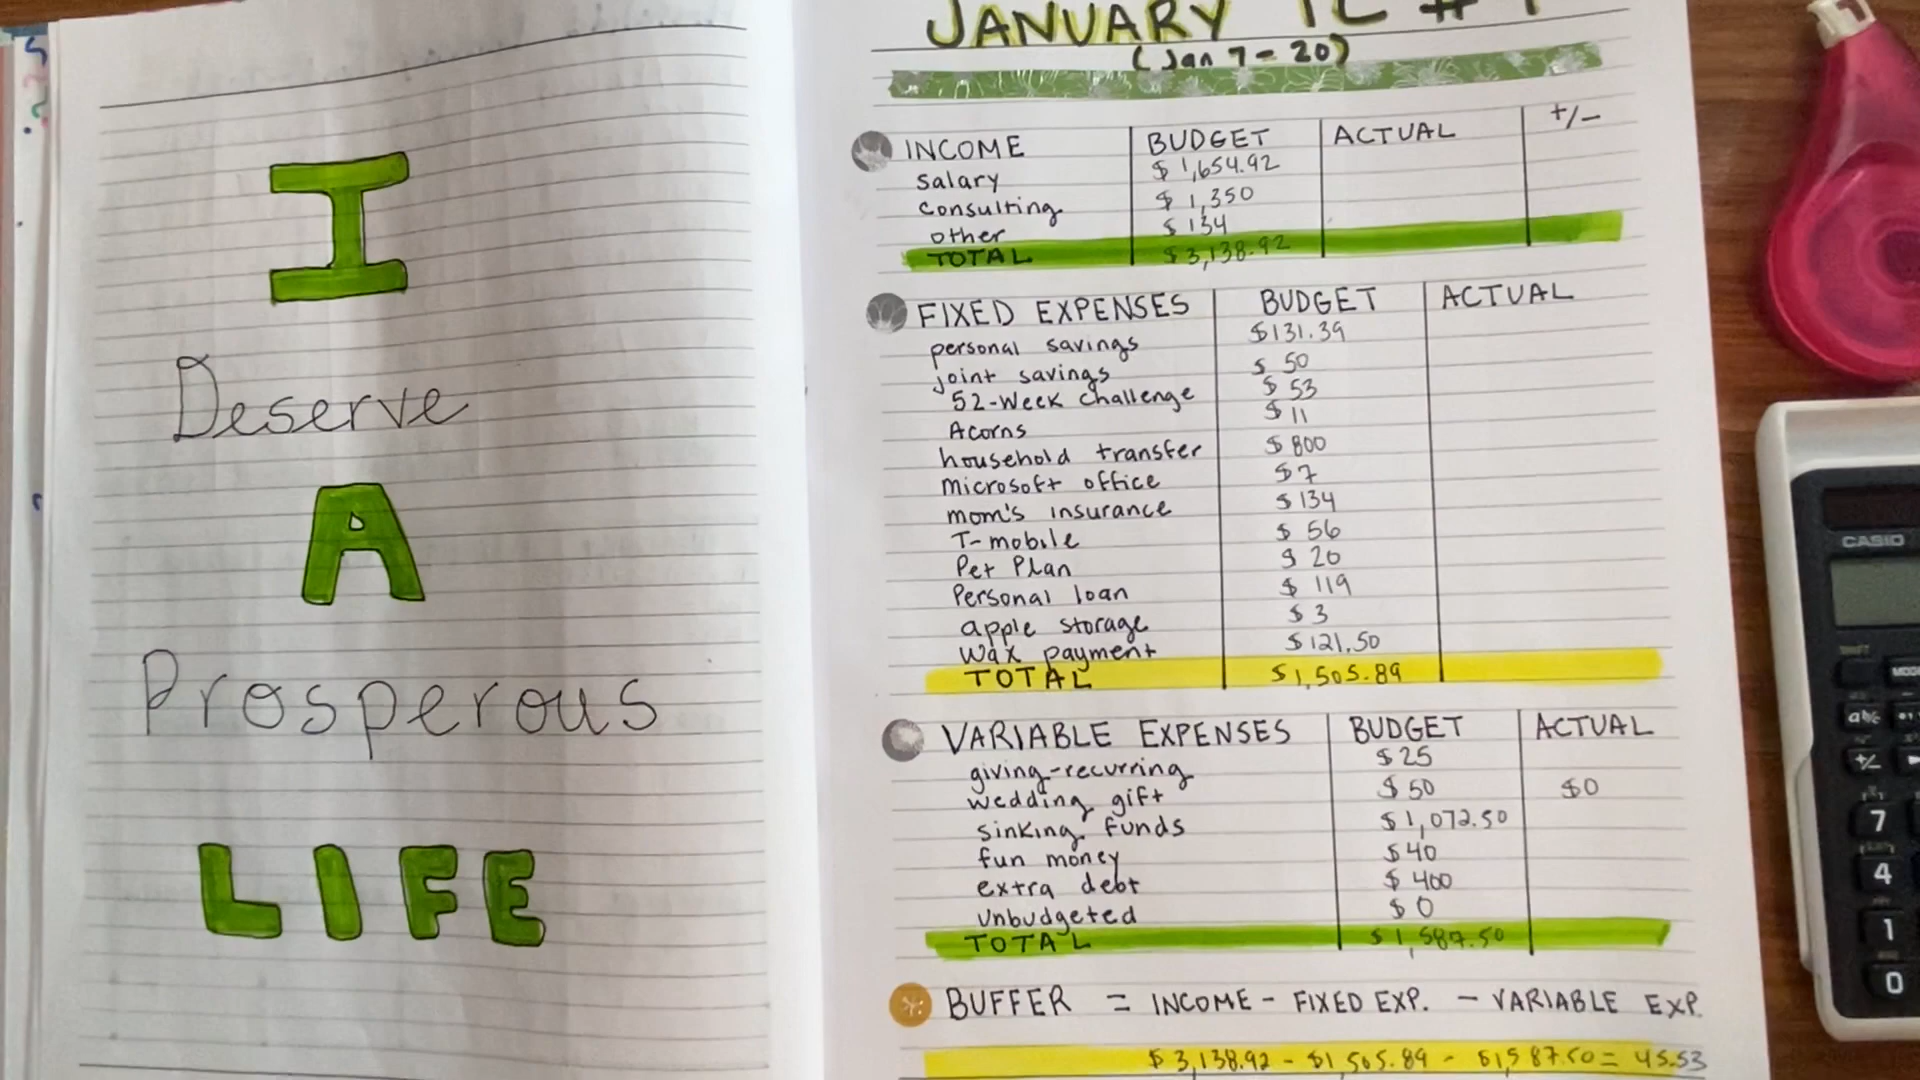 I
Deserve
A
Prosperous
LIFE
JANUARY
(Jan 7 - 20)
INCOME BUDGET ACTUAL +/-
salary $1,654.92
consulting $1,350
other $134
TOTAL $3,138.92
FIXED EXPENSES BUDGET ACTUAL
personal savings $131.39
joint savings $50
52-week challenge $53
Acorns $11
household transfer $800
microsoft office $7
mom's insurance $134
T-mobile $56
Pet Plan $20
Personal loan $119
apple storage $3
wax payment $121.50
TOTAL $1,505.89
VARIABLE EXPENSES BUDGET ACTUAL
giving-recurring $25
wedding gift $50 $0
sinking funds $1,072.50
fun money $40
extra debt $400
unbudgeted $0
TOTAL $1,587.50
BUFFER = INCOME - FIXED EXP. - VARIABLE EXP.
$3,138.92 - $1,505.89 - $1,587.50 = 45.53
CASIO
SHIFT
abc
+/-
7
4
1
0